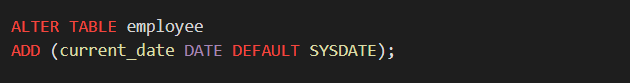 ALTER TABLE employee
ADD (current_date DATE DEFAULT SYSDATE);